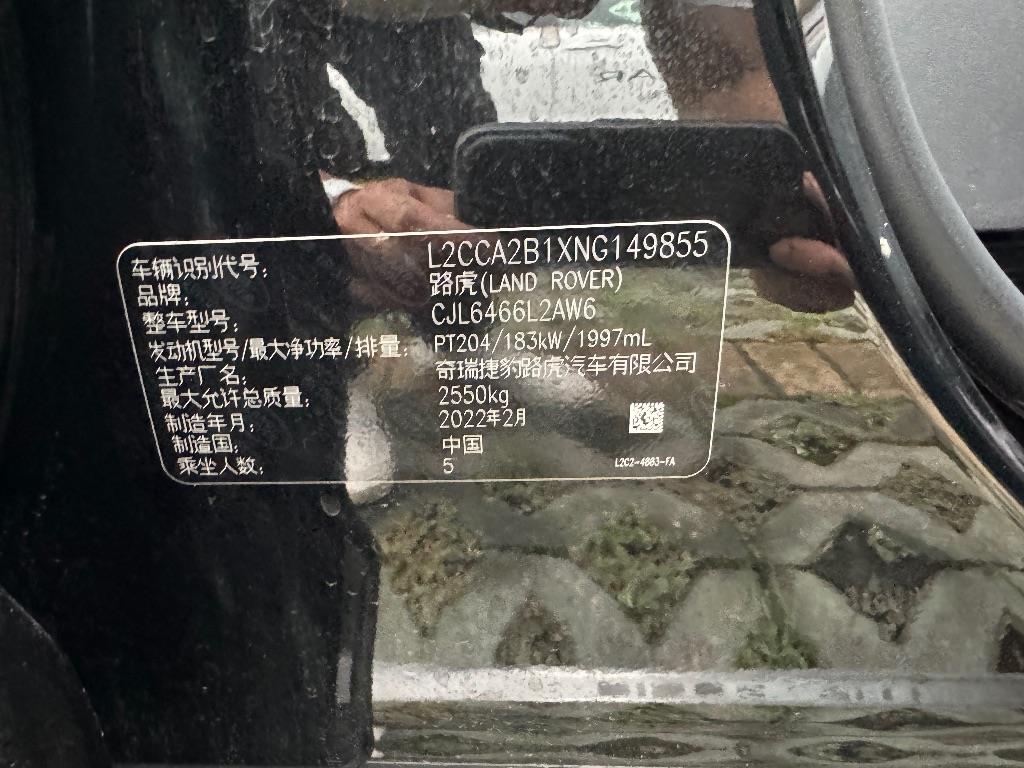 车辆识别代号： L2CCA2B1XNG149855
品牌： 路虎(LAND ROVER)
整车型号： CJL6466L2AW6
发动机型号/最大净功率/排量： PT204/183kW/1997mL
生产厂名： 奇瑞捷豹路虎汽车有限公司
最大允许总质量： 2550kg
制造年月： 2022年2月
制造国： 中国
乘坐人数： 5
L2C2-4883-FA